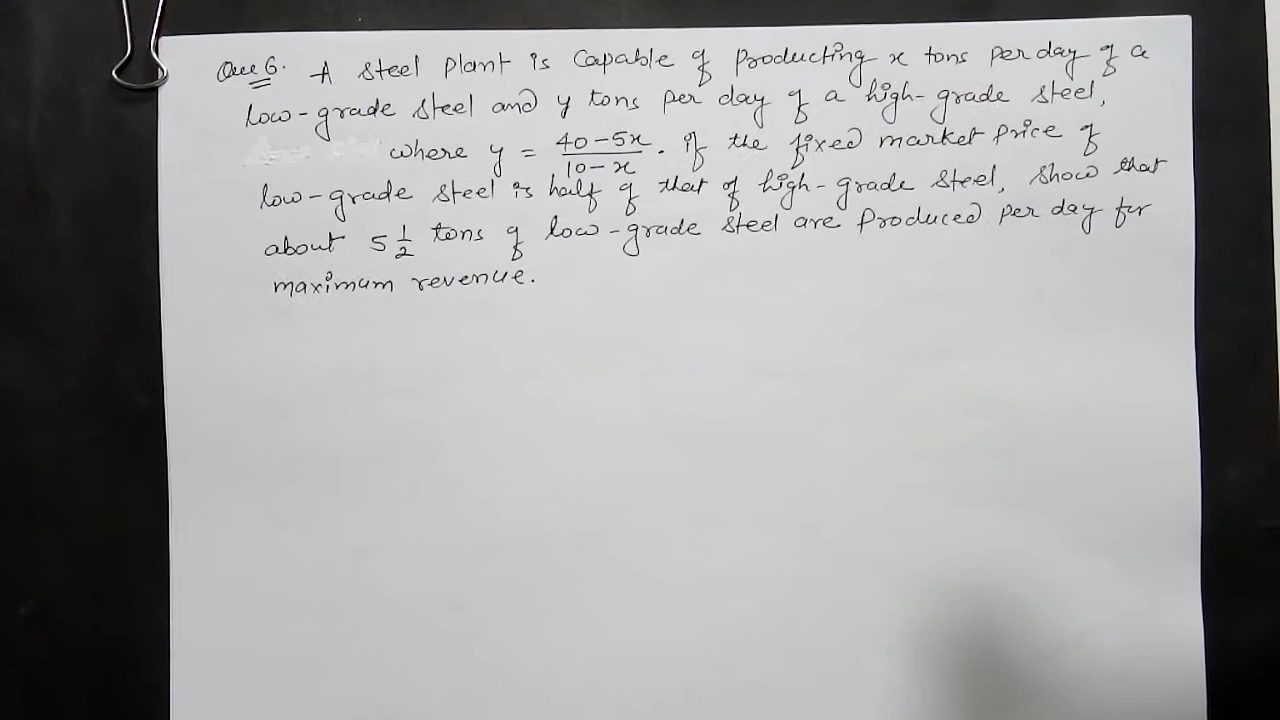 Que 6. A steel plant is capable of producting x tons per day of a
low-grade steel and y tons per day of a high-grade steel,
where y = (40-5x)/(10-x). if the fixed market price of
low-grade steel is half of that of high-grade steel, show that
about 5 1/2 tons of low-grade steel are produced per day for
maximum revenue.